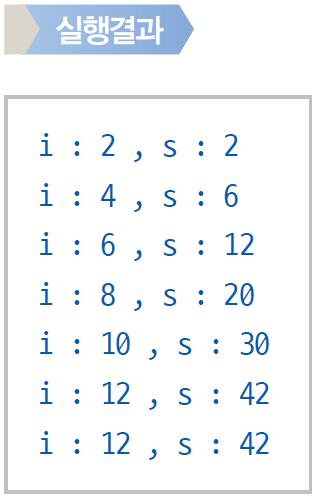 실행결과
i : 2 , s : 2
i : 4 , s : 6
i : 6 , s : 12
i : 8 , s : 20
i : 10 , s : 30
i : 12 , s : 42
i : 12 , s : 42